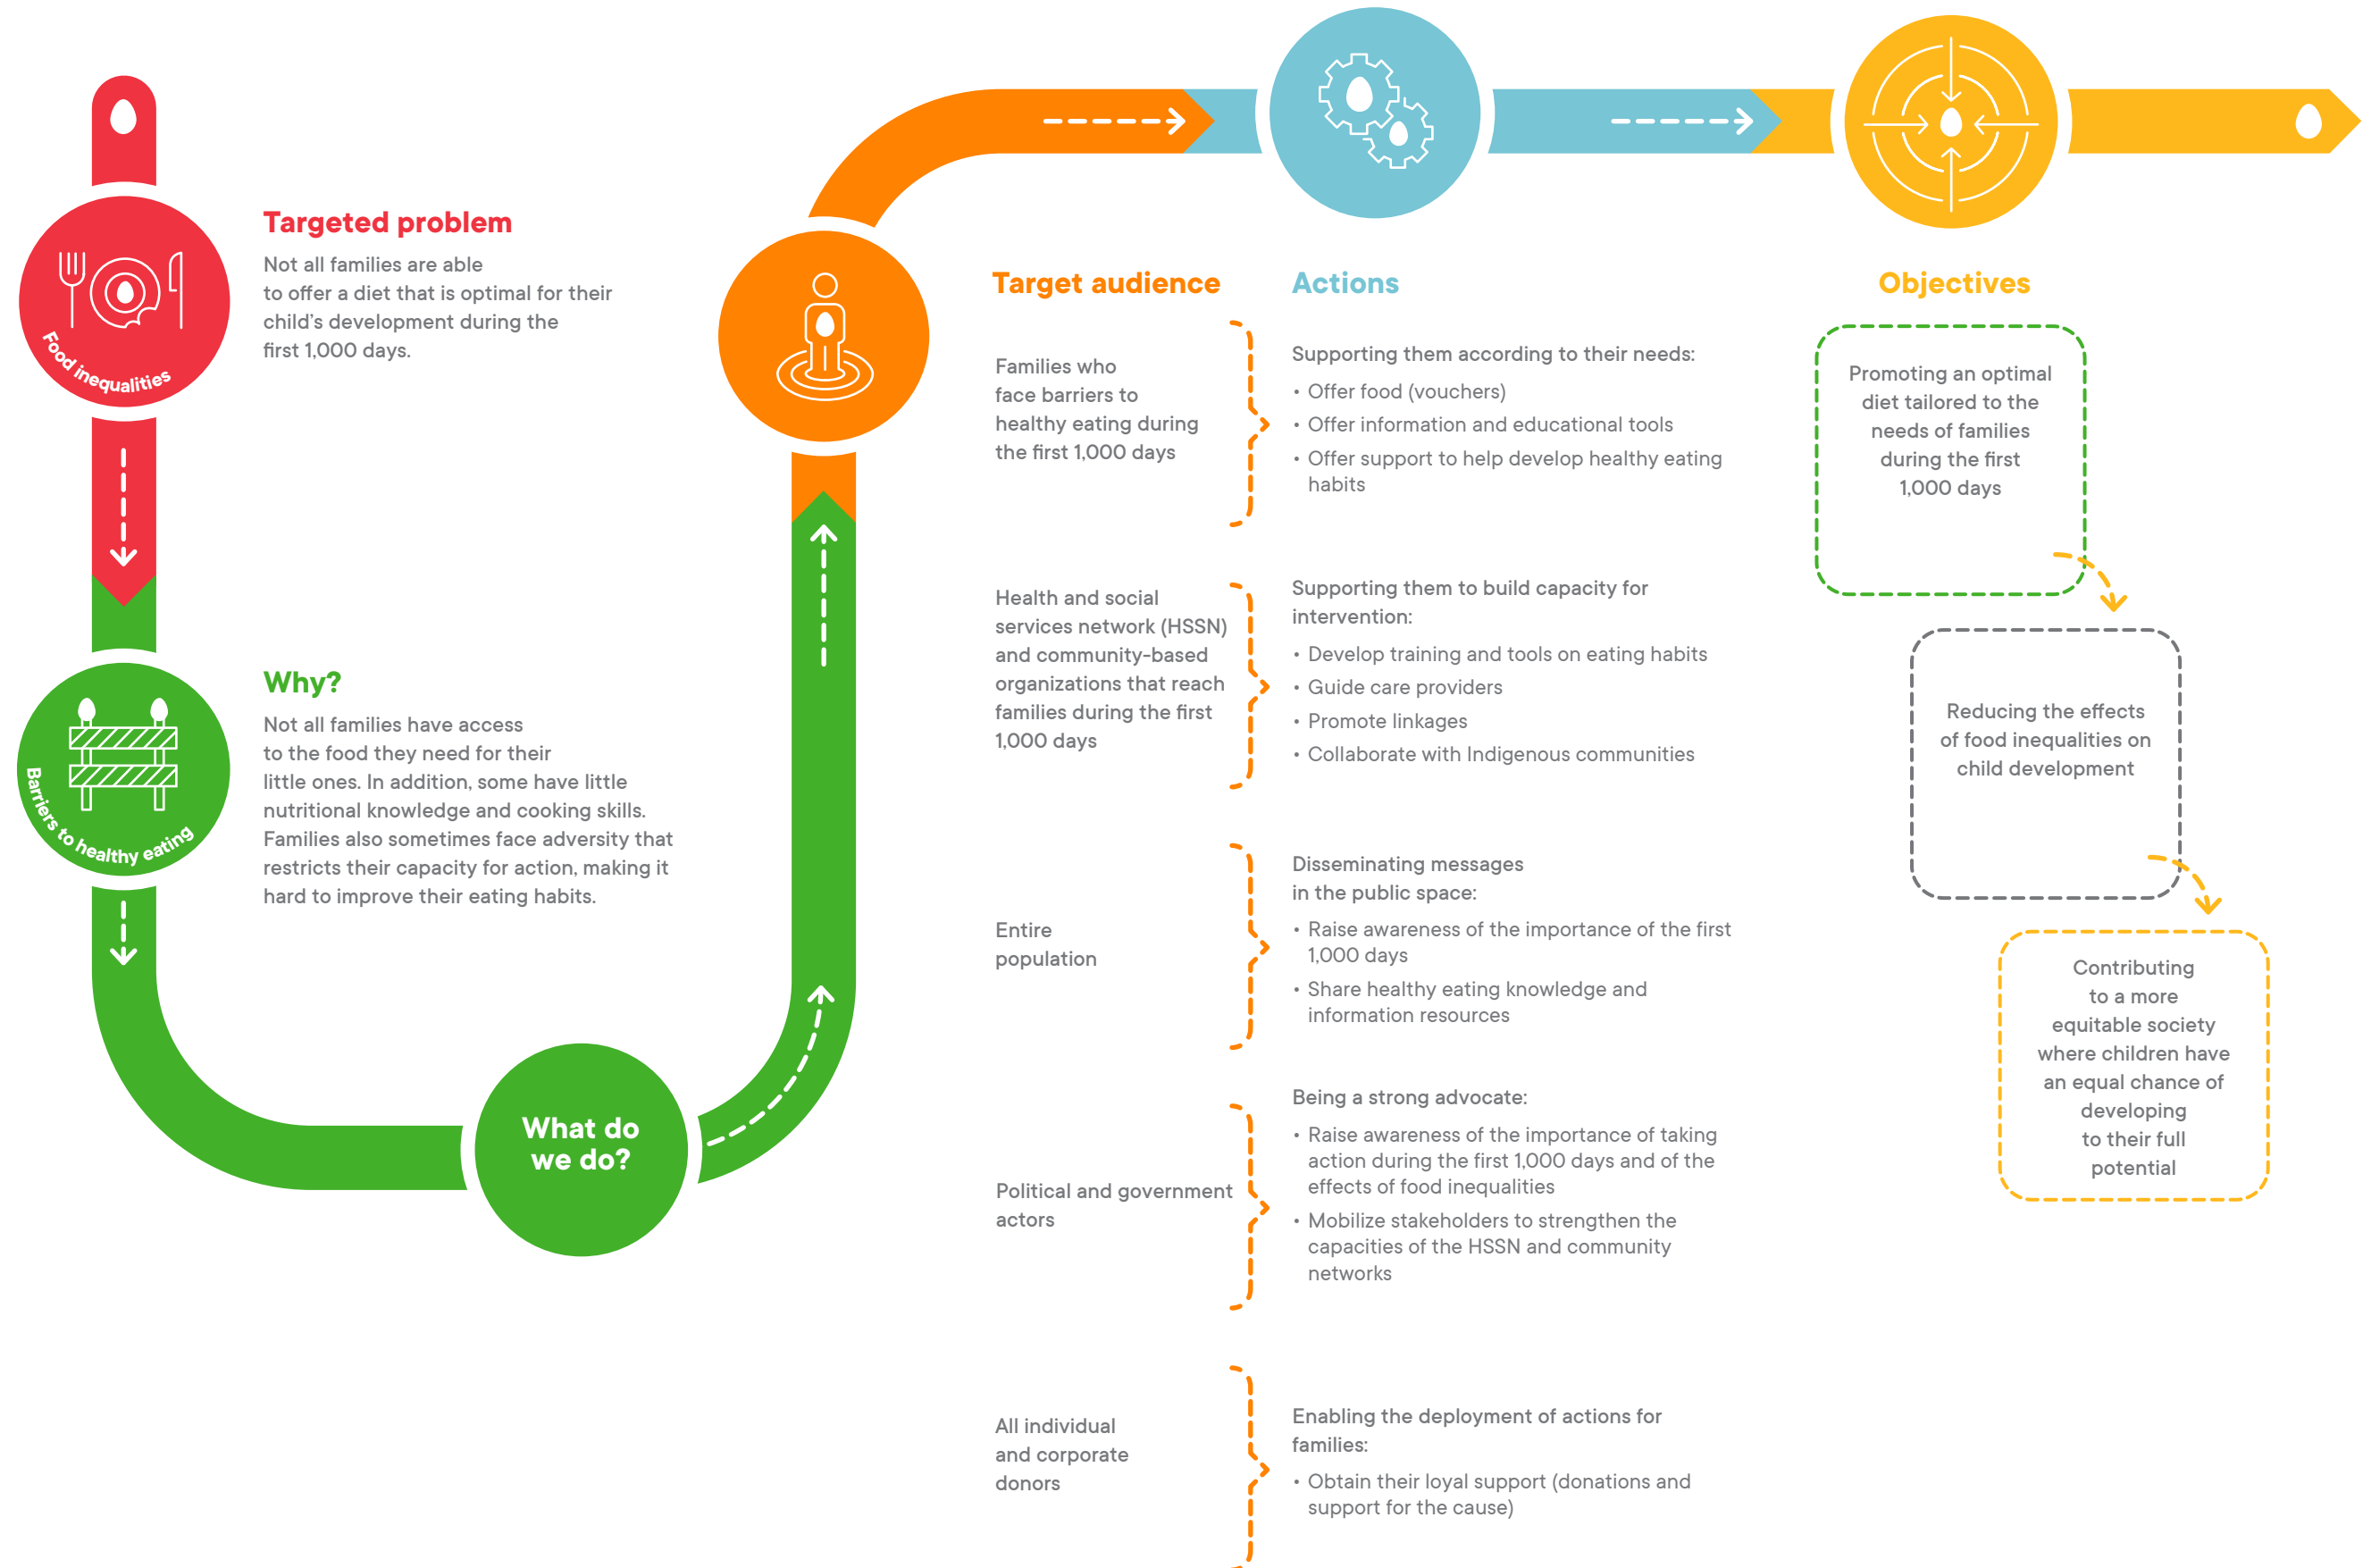 Targeted problem
Not all families are able
to offer a diet that is optimal for their
child’s development during the
first 1,000 days.
Food inequalities
Why?
Not all families have access
to the food they need for their
little ones. In addition, some have little
nutritional knowledge and cooking skills.
Families also sometimes face adversity that
restricts their capacity for action, making it
hard to improve their eating habits.
Barriers to healthy eating
What do
we do?
Target audience
Actions
Objectives
Families who
face barriers to
healthy eating during
the first 1,000 days
Supporting them according to their needs:
• Offer food (vouchers)
• Offer information and educational tools
• Offer support to help develop healthy eating
habits
Health and social
services network (HSSN)
and community-based
organizations that reach
families during the first
1,000 days
Supporting them to build capacity for
intervention:
• Develop training and tools on eating habits
• Guide care providers
• Promote linkages
• Collaborate with Indigenous communities
Entire
population
Disseminating messages
in the public space:
• Raise awareness of the importance of the first
1,000 days
• Share healthy eating knowledge and
information resources
Political and government
actors
Being a strong advocate:
• Raise awareness of the importance of taking
action during the first 1,000 days and of the
effects of food inequalities
• Mobilize stakeholders to strengthen the
capacities of the HSSN and community
networks
All individual
and corporate
donors
Enabling the deployment of actions for
families:
• Obtain their loyal support (donations and
support for the cause)
Promoting an optimal
diet tailored to the
needs of families
during the first
1,000 days
Reducing the effects
of food inequalities on
child development
Contributing
to a more
equitable society
where children have
an equal chance of
developing
to their full
potential